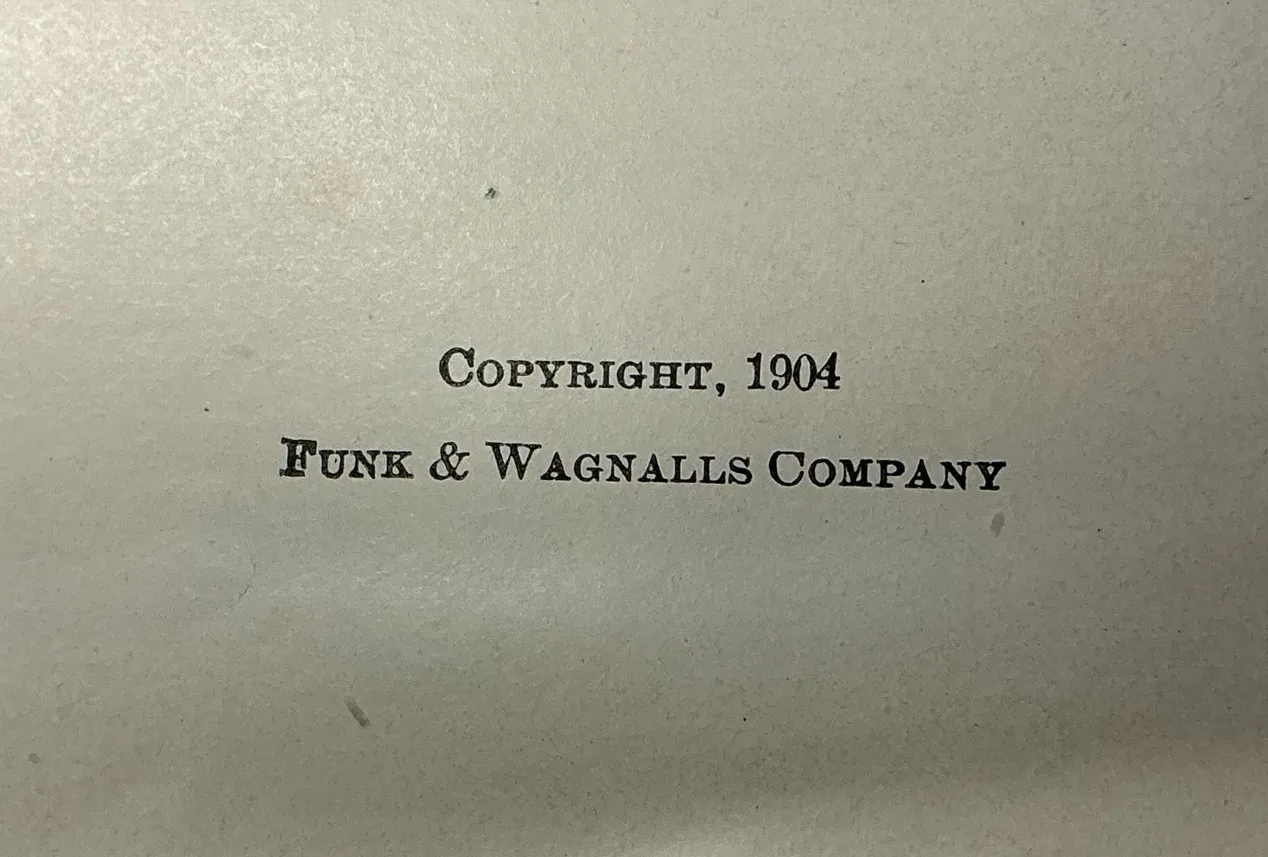 COPYRIGHT, 1904
FUNK & WAGNALLS COMPANY